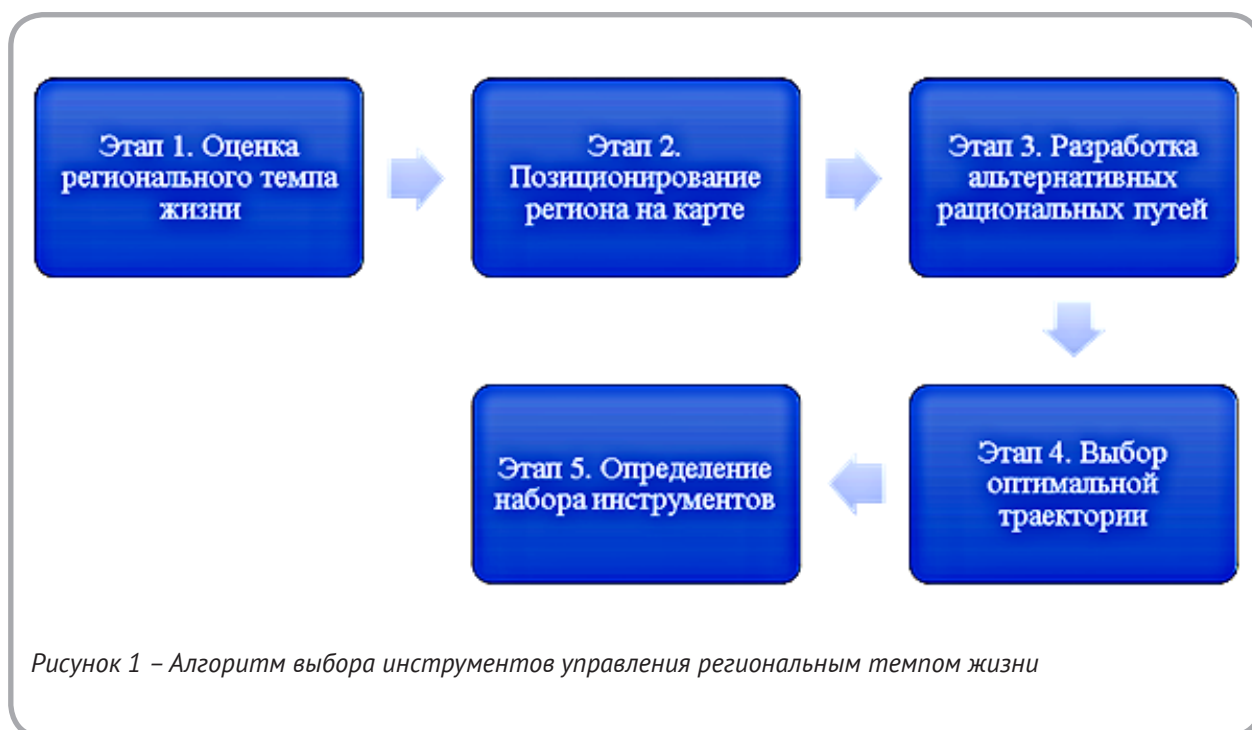 Этап 1. Оценка
регионального темпа
жизни
Этап 2.
Позиционирование
региона на карте
Этап 3. Разработка
альтернативных
рациональных путей
Этап 4. Выбор
оптимальной
траектории
Этап 5. Определение
набора инструментов
Рисунок 1 – Алгоритм выбора инструментов управления региональным темпом жизни